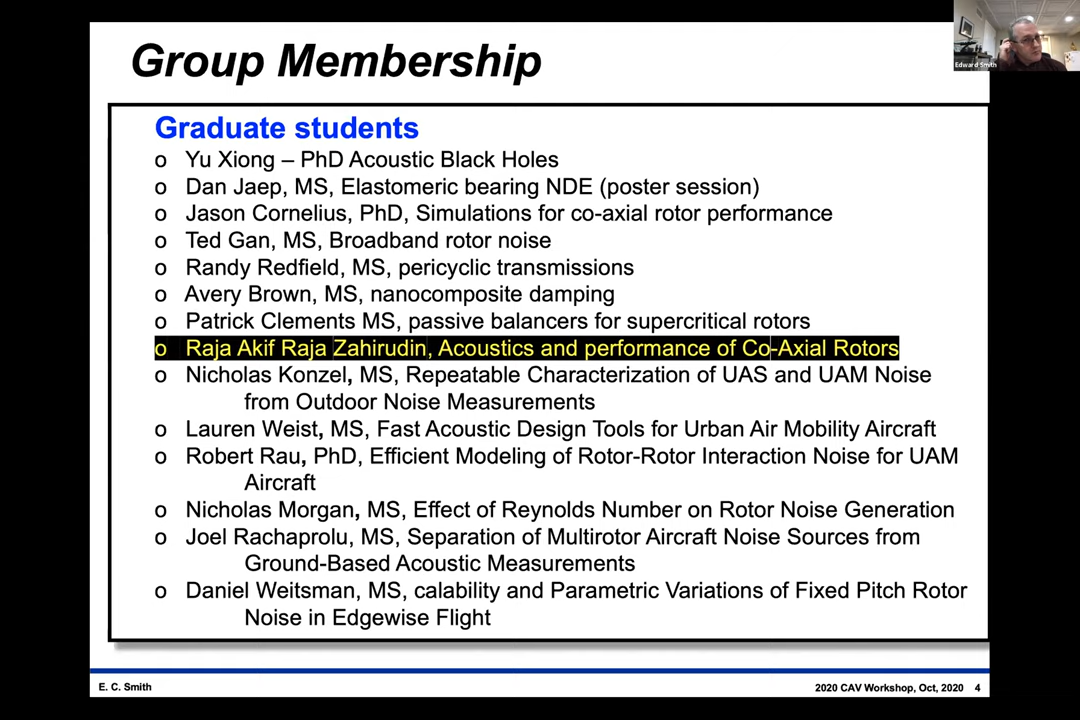 Group Membership
Edward Smith
Graduate students
o Yu Xiong – PhD Acoustic Black Holes
o Dan Jaep, MS, Elastomeric bearing NDE (poster session)
o Jason Cornelius, PhD, Simulations for co-axial rotor performance
o Ted Gan, MS, Broadband rotor noise
o Randy Redfield, MS, pericyclic transmissions
o Avery Brown, MS, nanocomposite damping
o Patrick Clements MS, passive balancers for supercritical rotors
o Raja Akif Raja Zahirudin, Acoustics and performance of Co-Axial Rotors
o Nicholas Konzel, MS, Repeatable Characterization of UAS and UAM Noise
from Outdoor Noise Measurements
o Lauren Weist, MS, Fast Acoustic Design Tools for Urban Air Mobility Aircraft
o Robert Rau, PhD, Efficient Modeling of Rotor-Rotor Interaction Noise for UAM
Aircraft
o Nicholas Morgan, MS, Effect of Reynolds Number on Rotor Noise Generation
o Joel Rachaprolu, MS, Separation of Multirotor Aircraft Noise Sources from
Ground-Based Acoustic Measurements
o Daniel Weitsman, MS, calability and Parametric Variations of Fixed Pitch Rotor
Noise in Edgewise Flight
E. C. Smith
2020 CAV Workshop, Oct, 2020 4